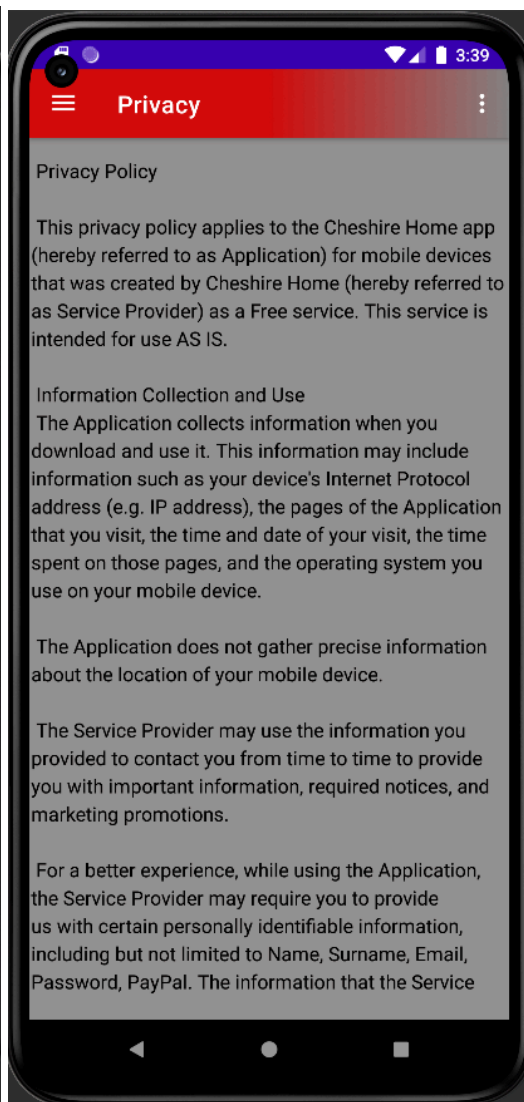 3:39
Privacy
Privacy Policy
This privacy policy applies to the Cheshire Home app
(hereby referred to as Application) for mobile devices
that was created by Cheshire Home (hereby referred to
as Service Provider) as a Free service. This service is
intended for use AS IS.
Information Collection and Use
The Application collects information when you
download and use it. This information may include
information such as your device's Internet Protocol
address (e.g. IP address), the pages of the Application
that you visit, the time and date of your visit, the time
spent on those pages, and the operating system you
use on your mobile device.
The Application does not gather precise information
about the location of your mobile device.
The Service Provider may use the information you
provided to contact you from time to time to provide
you with important information, required notices, and
marketing promotions.
For a better experience, while using the Application,
the Service Provider may require you to provide
us with certain personally identifiable information,
including but not limited to Name, Surname, Email,
Password, PayPal. The information that the Service